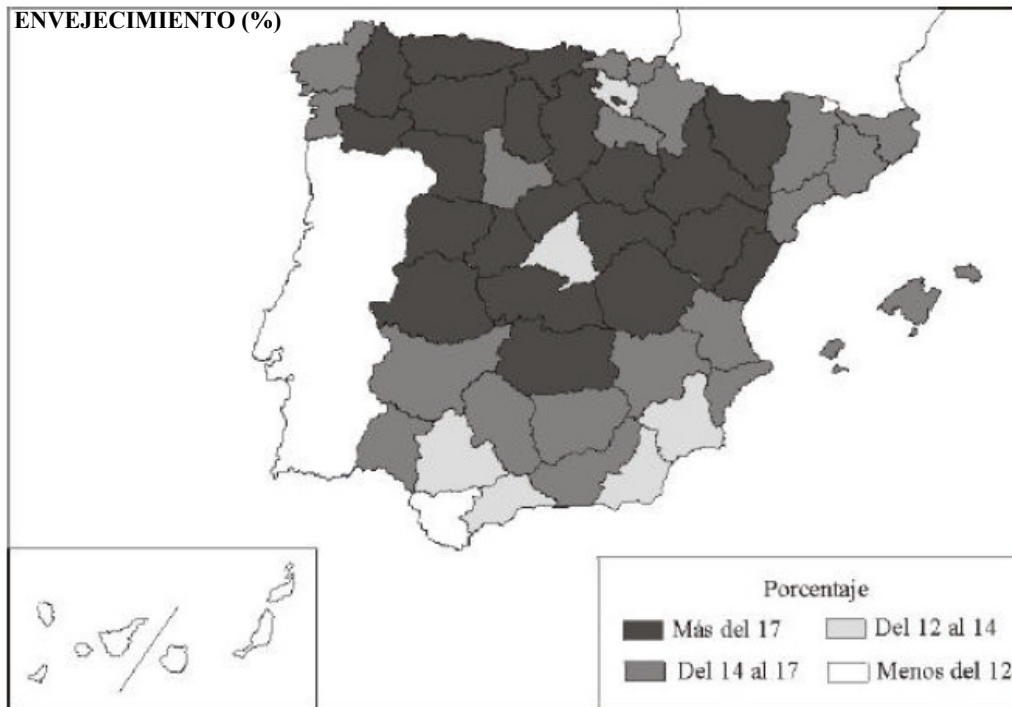 ENVEJECIMIENTO (%)
Porcentaje
Más del 17
Del 12 al 14
Del 14 al 17
Menos del 12